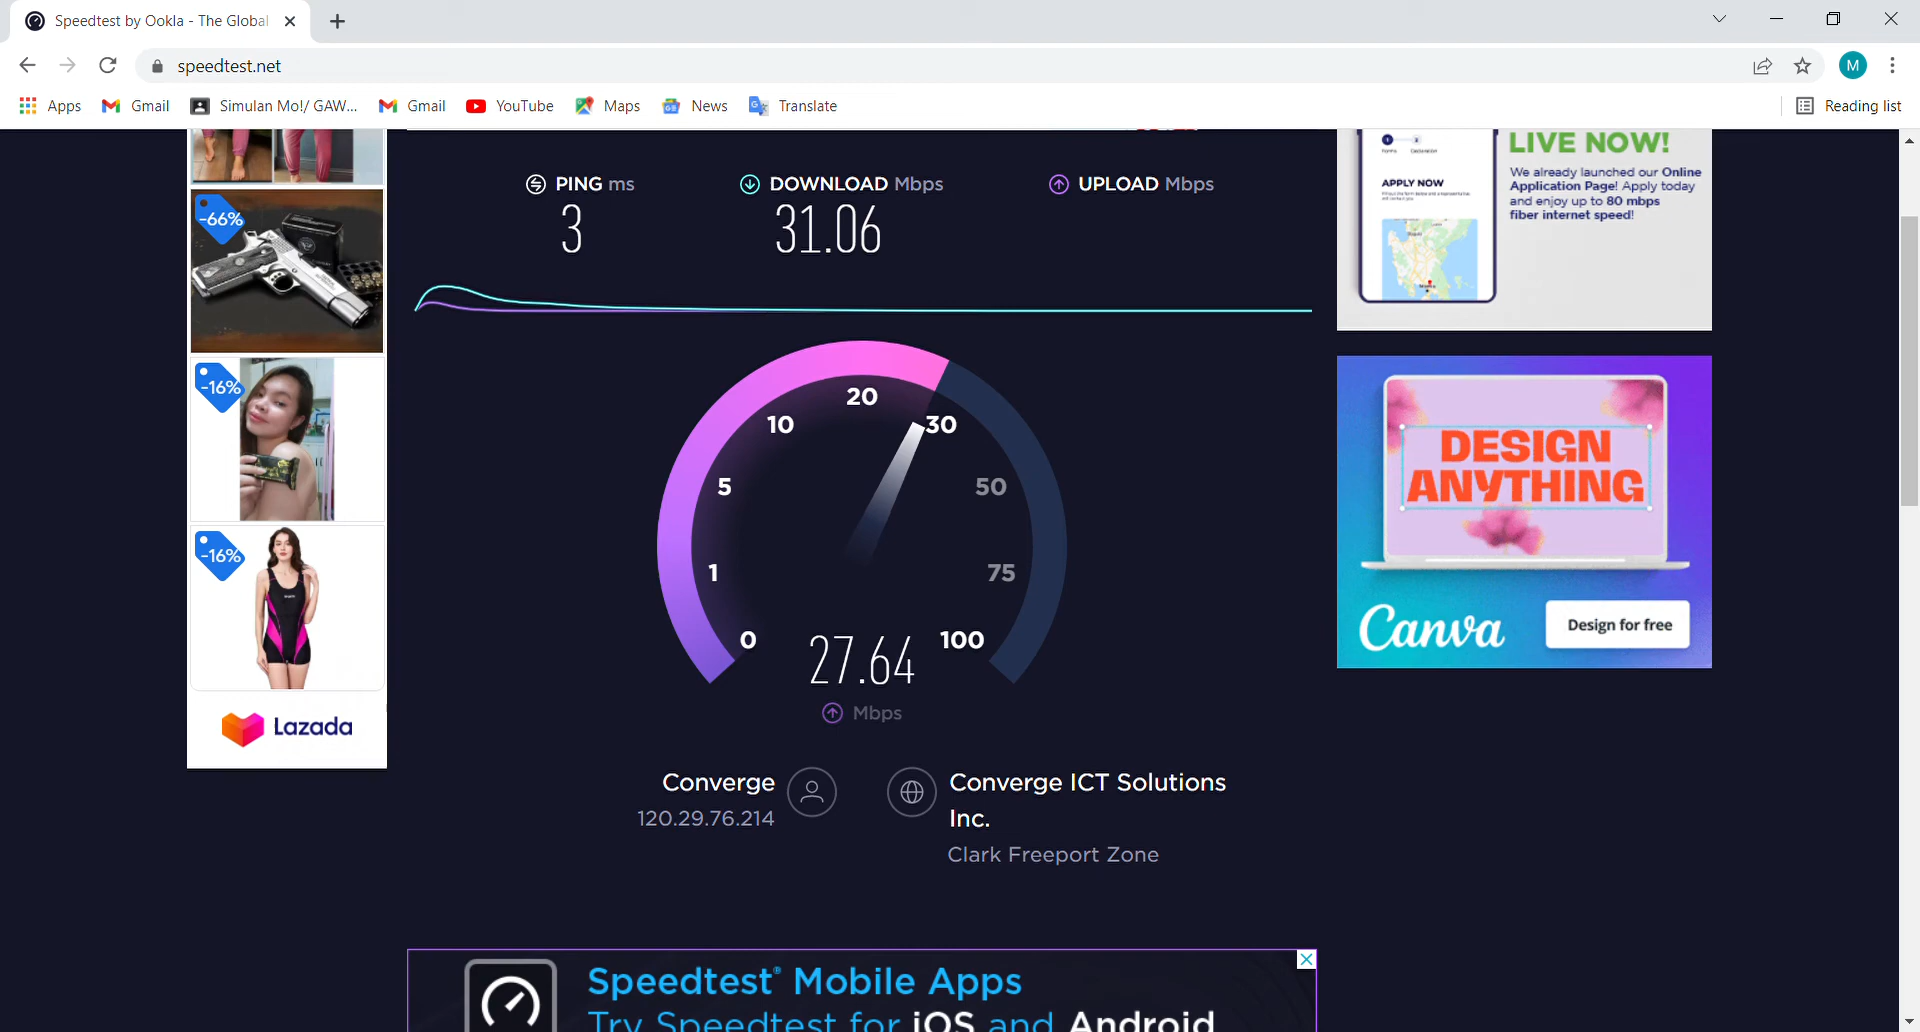 Speedtest by Ookla - The Global
speedtest.net
M
Apps
Gmail
Simulan Mo!/ GAW...
Gmail
YouTube
Maps
News
Translate
Reading list
-66%
-16%
-16%
Lazada
PING ms
3
DOWNLOAD Mbps
31.06
UPLOAD Mbps
0
1
5
10
20
30
50
75
100
27.64
Mbps
Converge
120.29.76.214
Converge ICT Solutions
Inc.
Clark Freeport Zone
Speedtest® Mobile Apps
Try Speedtest for iOS and Android
APPLY NOW
LIVE NOW!
We already launched our Online
Application Page! Apply today
and enjoy up to 80 mbps
fiber internet speed!
DESIGN
ANYTHING
Canva
Design for free